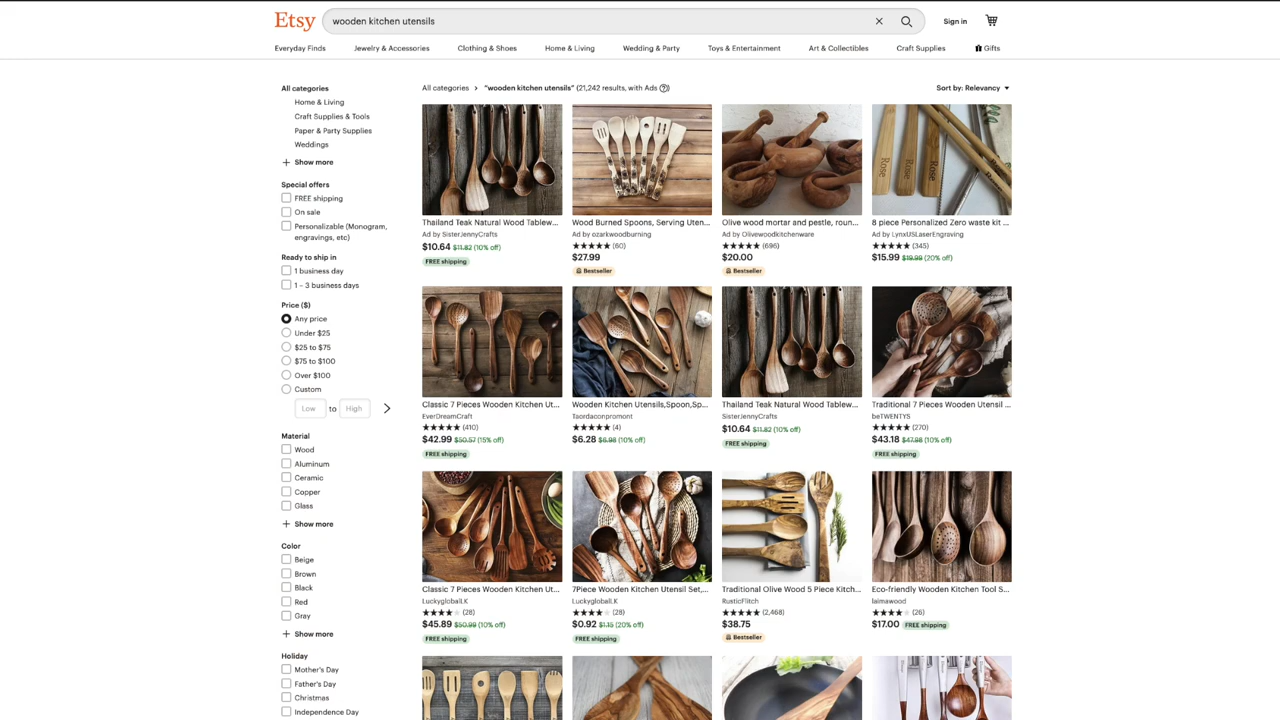 Etsy
wooden kitchen utensils
Sign in
Everyday Finds
Jewelry & Accessories
Clothing & Shoes
Home & Living
Wedding & Party
Toys & Entertainment
Art & Collectibles
Craft Supplies
Gifts
All categories
Home & Living
Craft Supplies & Tools
Paper & Party Supplies
Weddings
+ Show more
Special offers
FREE shipping
On sale
Personalizable (Monogram,
engravings, etc)
Ready to ship in
1 business day
1 – 3 business days
Price ($)
Any price
Under $25
$25 to $75
$75 to $100
Over $100
Custom
Low to High
Material
Wood
Aluminum
Ceramic
Copper
Glass
+ Show more
Color
Beige
Brown
Black
Red
Gray
+ Show more
Holiday
Mother's Day
Father's Day
Christmas
Independence Day
All categories > "wooden kitchen utensils" (21,242 results, with Ads ?)
Sort by: Relevancy
Thailand Teak Natural Wood Tablew...
Ad by SisterJennyCrafts
$10.64 $11.82 (10% off)
FREE shipping
Wood Burned Spoons, Serving Uten...
Ad by ozarkwoodburning
(60)
$27.99
Bestseller
Olive wood mortar and pestle, roun...
Ad by Olivewoodkitchenware
(696)
$20.00
Bestseller
Rose
Rose
Rose
8 piece Personalized Zero waste kit ...
Ad by LynxUSLaserEngraving
(345)
$15.99 $19.99 (20% off)
Classic 7 Pieces Wooden Kitchen Ut...
EverDreamCraft
(410)
$42.99 $50.57 (15% off)
FREE shipping
Wooden Kitchen Utensils,Spoon,Sp...
Taordaconpromont
(4)
$6.28 $6.98 (10% off)
Thailand Teak Natural Wood Tablew...
SisterJennyCrafts
$10.64 $11.82 (10% off)
FREE shipping
Traditional 7 Pieces Wooden Utensil ...
beTWENTYS
(270)
$43.18 $47.98 (10% off)
FREE shipping
Classic 7 Pieces Wooden Kitchen Ut...
LuckyglobalLK
(28)
$45.89 $50.99 (10% off)
FREE shipping
7Piece Wooden Kitchen Utensil Set,...
LuckyglobalLK
(28)
$0.92 $1.15 (20% off)
FREE shipping
Traditional Olive Wood 5 Piece Kitch...
RusticFlitch
(2,468)
$38.75
Bestseller
Eco-friendly Wooden Kitchen Tool S...
laimawood
(26)
$17.00 FREE shipping